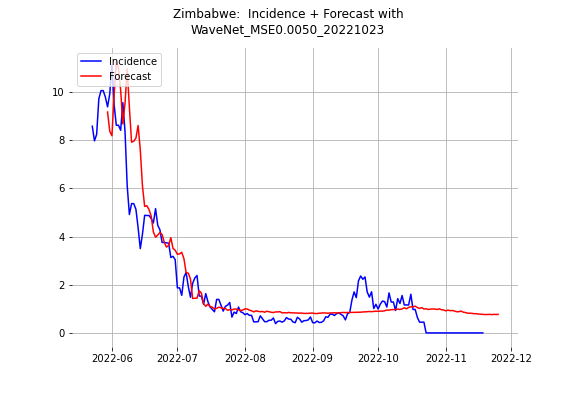 Zimbabwe:  Incidence + Forecast with
WaveNet_MSE0.0050_20221023
Incidence
Forecast
10
8
6
4
2
0
2022-06 2022-07 2022-08 2022-09 2022-10 2022-11 2022-12